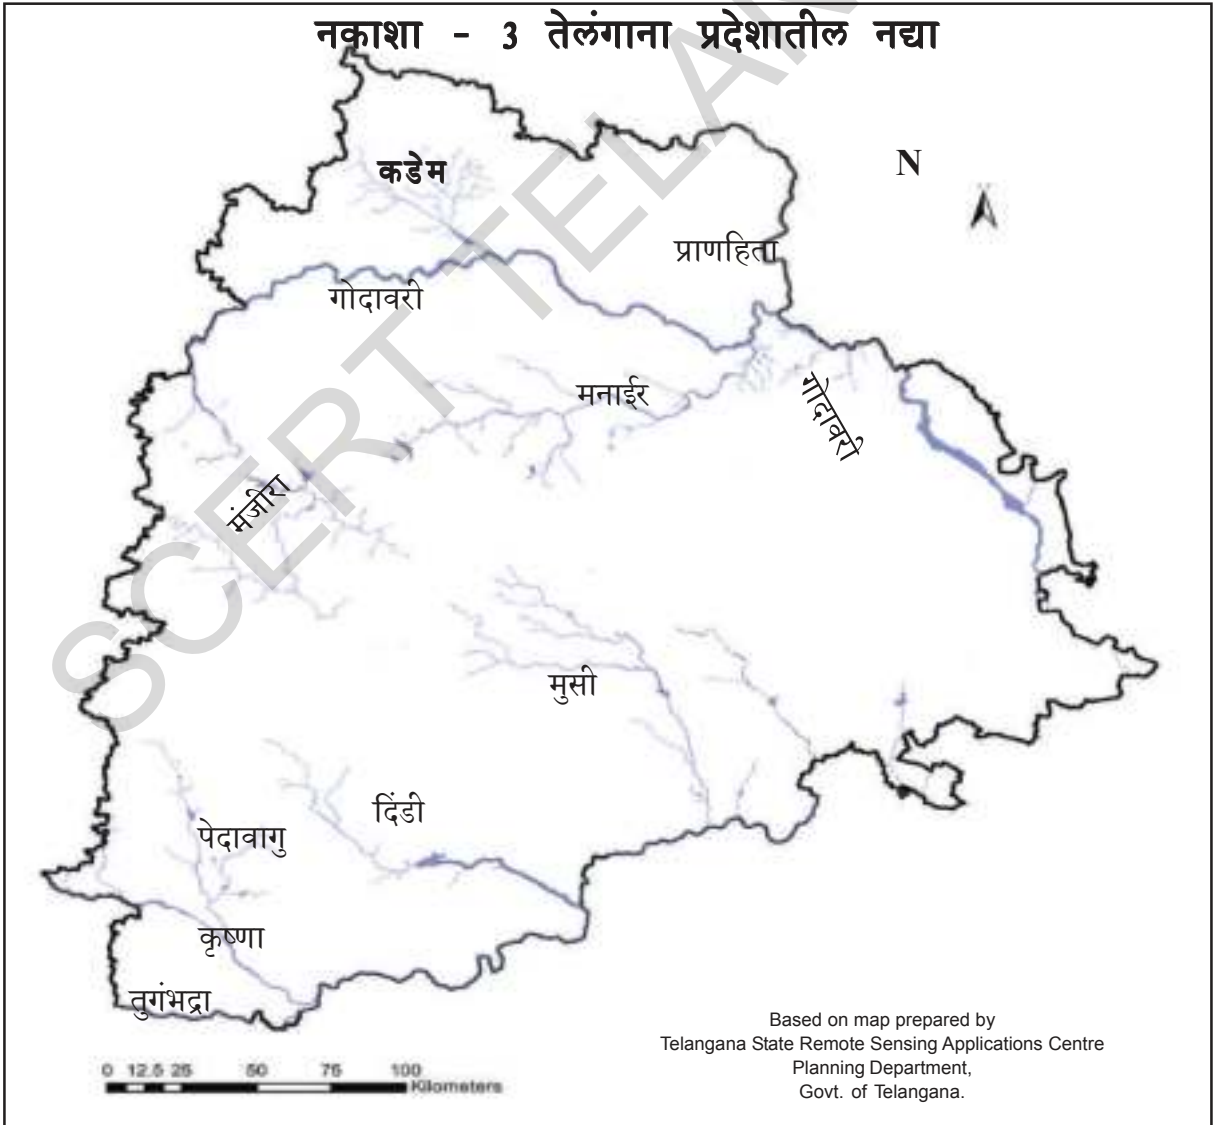 नकाशा - 3 तेलंगाना प्रदेशातील नद्या
कडेम
N
प्राणहिता
गोदावरी
मनाईर
गोदावरी
मंजीरा
मुसी
दिंडी
पेदावागु
कृष्णा
तुगंभद्रा
Based on map prepared by
Telangana State Remote Sensing Applications Centre
Planning Department,
Govt. of Telangana.
0 12.5 25 50 75 100
Kilometers
SCERT TELAN